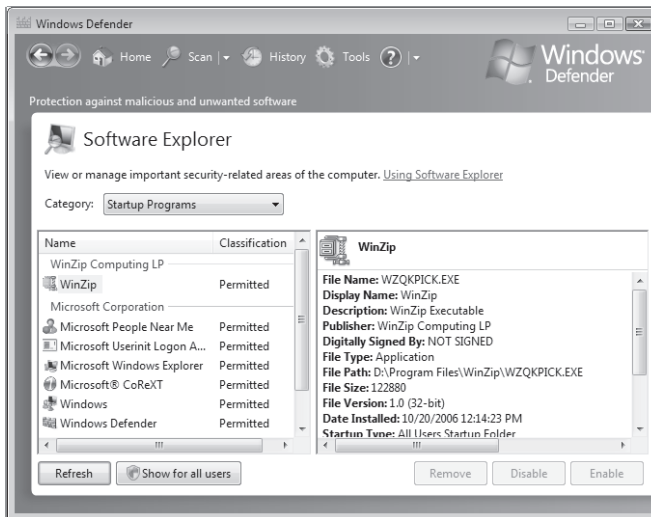 Windows Defender
Home Scan History Tools ?
Windows
Defender
Protection against malicious and unwanted software
Software Explorer
View or manage important security-related areas of the computer. Using Software Explorer
Category: Startup Programs
Name Classification
WinZip Computing LP
WinZip Permitted
Microsoft Corporation
Microsoft People Near Me Permitted
Microsoft Userinit Logon A... Permitted
Microsoft Windows Explorer Permitted
Microsoft® CoReXT Permitted
Windows Permitted
Windows Defender Permitted
WinZip
File Name: WZQKPICK.EXE
Display Name: WinZip
Description: WinZip Executable
Publisher: WinZip Computing LP
Digitally Signed By: NOT SIGNED
File Type: Application
File Path: D:\Program Files\WinZip\WZQKPICK.EXE
File Size: 122880
File Version: 1.0 (32-bit)
Date Installed: 10/20/2006 12:14:23 PM
Startup Type: All Users Startup Folder
Refresh Show for all users Remove Disable Enable